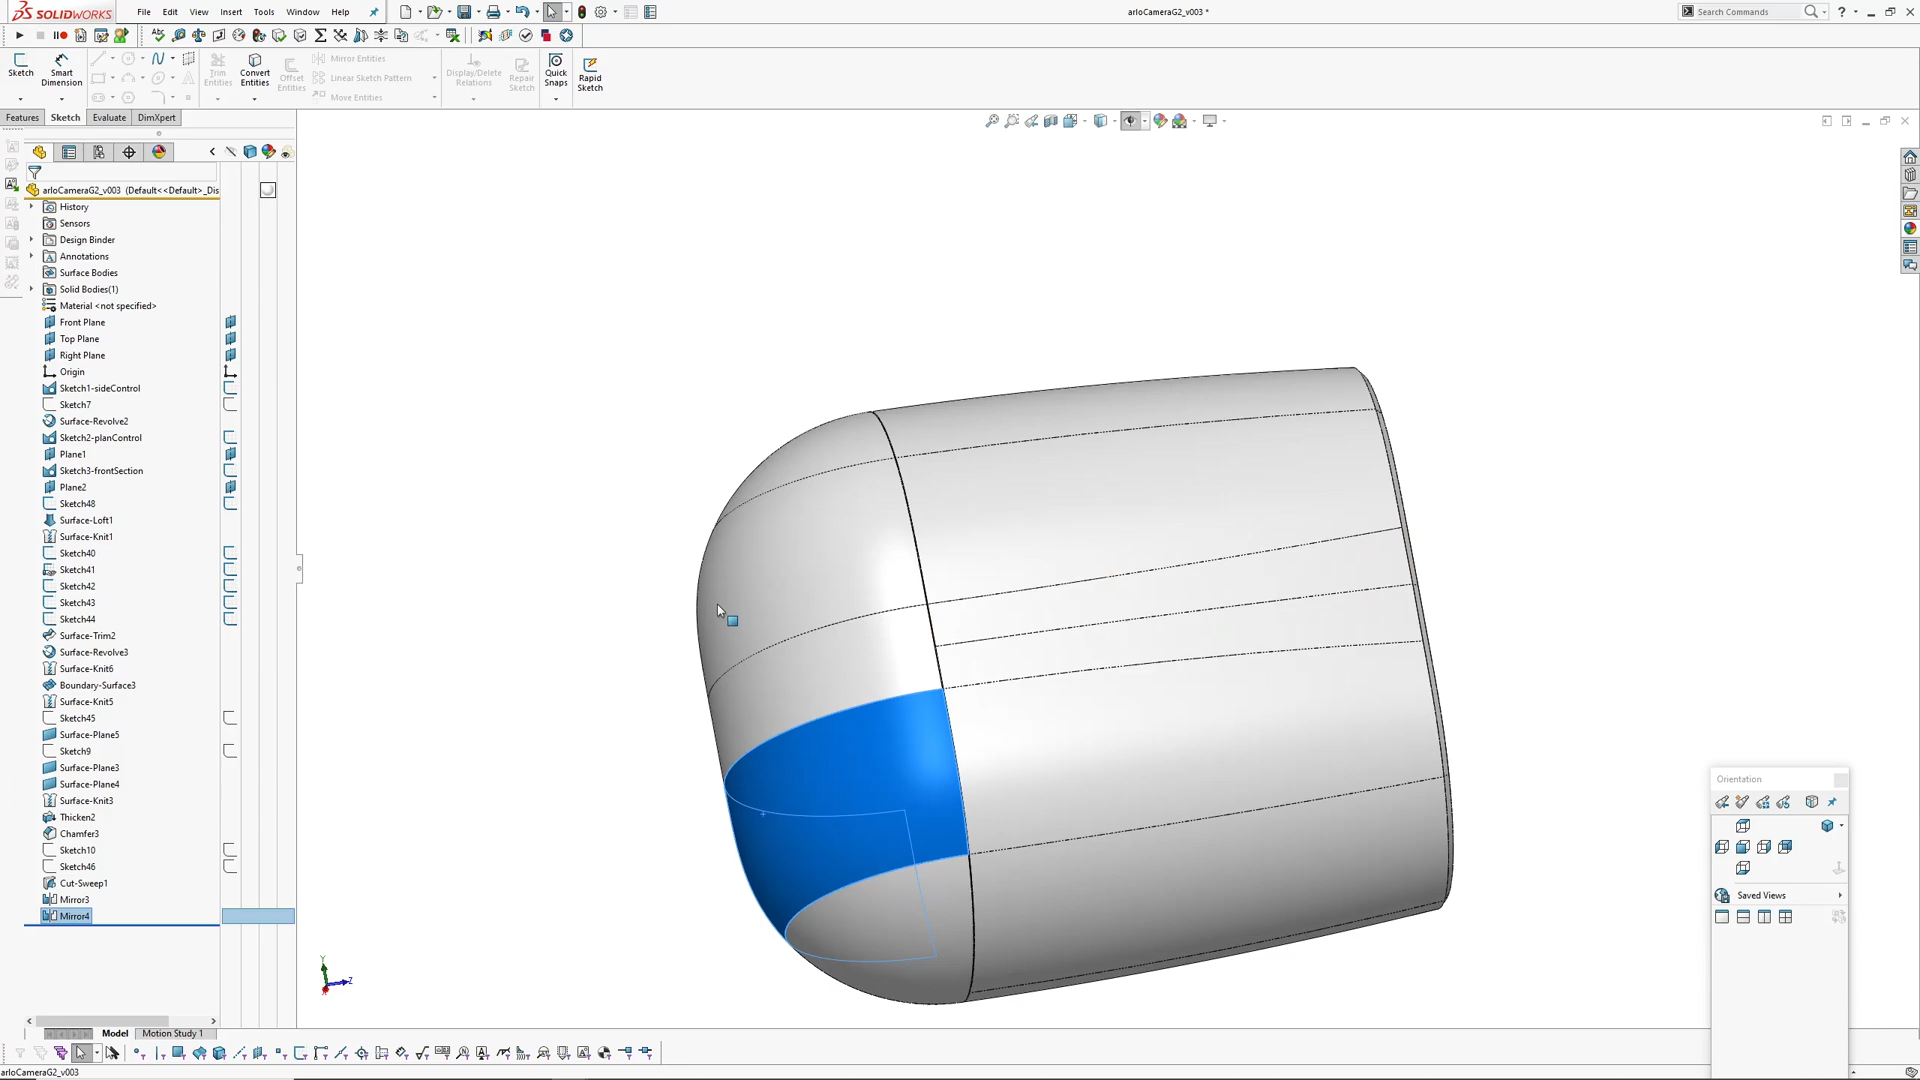 SOLIDWORKS File Edit View Insert Tools Window Help arloCameraG2_v003 * Search Commands
Sketch Smart Dimension Trim Entities Convert Entities Offset Entities Mirror Entities Linear Sketch Pattern Move Entities Display/Delete Relations Repair Sketch Quick Snaps Rapid Sketch
Features Sketch Evaluate DimXpert
arloCameraG2_v003 (Default<<Default>_Dis
History
Sensors
Design Binder
Annotations
Surface Bodies
Solid Bodies(1)
Material <not specified>
Front Plane
Top Plane
Right Plane
Origin
Sketch1-sideControl
Sketch7
Surface-Revolve2
Sketch2-planControl
Plane1
Sketch3-frontSection
Plane2
Sketch48
Surface-Loft1
Surface-Knit1
Sketch40
Sketch41
Sketch42
Sketch43
Sketch44
Surface-Trim2
Surface-Revolve3
Surface-Knit6
Boundary-Surface3
Surface-Knit5
Sketch45
Surface-Plane5
Sketch9
Surface-Plane3
Surface-Plane4
Surface-Knit3
Thicken2
Chamfer3
Sketch10
Sketch46
Cut-Sweep1
Mirror3
Mirror4
Y
Z
Orientation
Saved Views
Model Motion Study 1
arloCameraG2_v003